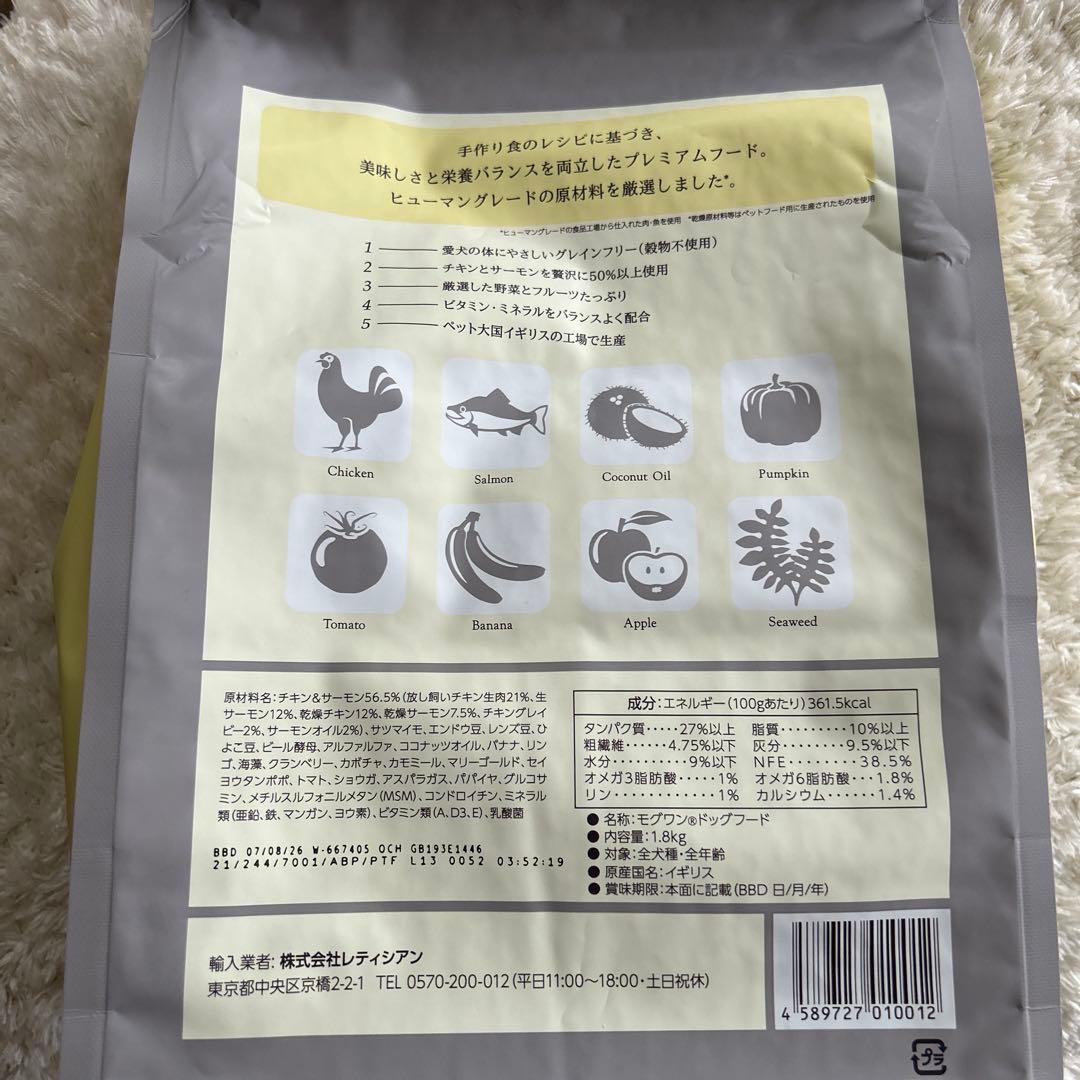 手作り食のレシピに基づき、
美味しさと栄養バランスを両立したプレミアムフード。
ヒューマングレードの原材料を厳選しました*。
*ヒューマングレードの食品工場から仕入れた肉・魚を使用 *乾燥原材料等はペットフード用に生産されたものを使用
1 愛犬の体にやさしいグレインフリー(穀物不使用)
2 チキンとサーモンを贅沢に50%以上使用
3 厳選した野菜とフルーツたっぷり
4 ビタミン・ミネラルをバランスよく配合
5 ペット大国イギリスの工場で生産
Chicken Salmon Coconut Oil Pumpkin
Tomato Banana Apple Seaweed
原材料名:チキン&サーモン56.5%(放し飼いチキン生肉21%、生
サーモン12%、乾燥チキン12%、乾燥サーモン7.5%、チキングレイ
ビー2%、サーモンオイル2%)、サツマイモ、エンドウ豆、レンズ豆、ひ
よこ豆、ビール酵母、アルファルファ、ココナッツオイル、バナナ、リン
ゴ、海藻、クランベリー、カボチャ、カモミール、マリーゴールド、セイ
ヨウタンポポ、トマト、ショウガ、アスパラガス、パパイヤ、グルコサ
ミン、メチルスルフォニルメタン(MSM)、コンドロイチン、ミネラル
類(亜鉛、鉄、マンガン、ヨウ素)、ビタミン類(A、D3、E)、乳酸菌
BBD 07/08/26 W-667405 OCH GB193E1446
21/244/7001/ABP/PTF L13 0052 03:52:19
成分:エネルギー(100gあたり)361.5kcal
タンパク質・・・・・27%以上 脂質・・・・・・・・・10%以上
粗繊維・・・・・・4.75%以下 灰分・・・・・・・・9.5%以下
水分・・・・・・・・・・9%以下 NFE・・・・・・・・38.5%
オメガ3脂肪酸・・・・・1% オメガ6脂肪酸・・・1.8%
リン・・・・・・・・・・・・1% カルシウム・・・・・・1.4%
● 名称:モグワン®ドッグフード
● 内容量:1.8kg
● 対象:全犬種・全年齢
● 原産国名:イギリス
● 賞味期限:本面に記載(BBD 日/月/年)
輸入業者:株式会社レティシアン
東京都中央区京橋2-2-1 TEL 0570-200-012(平日11:00〜18:00・土日祝休)
4 589727 010012
プラ